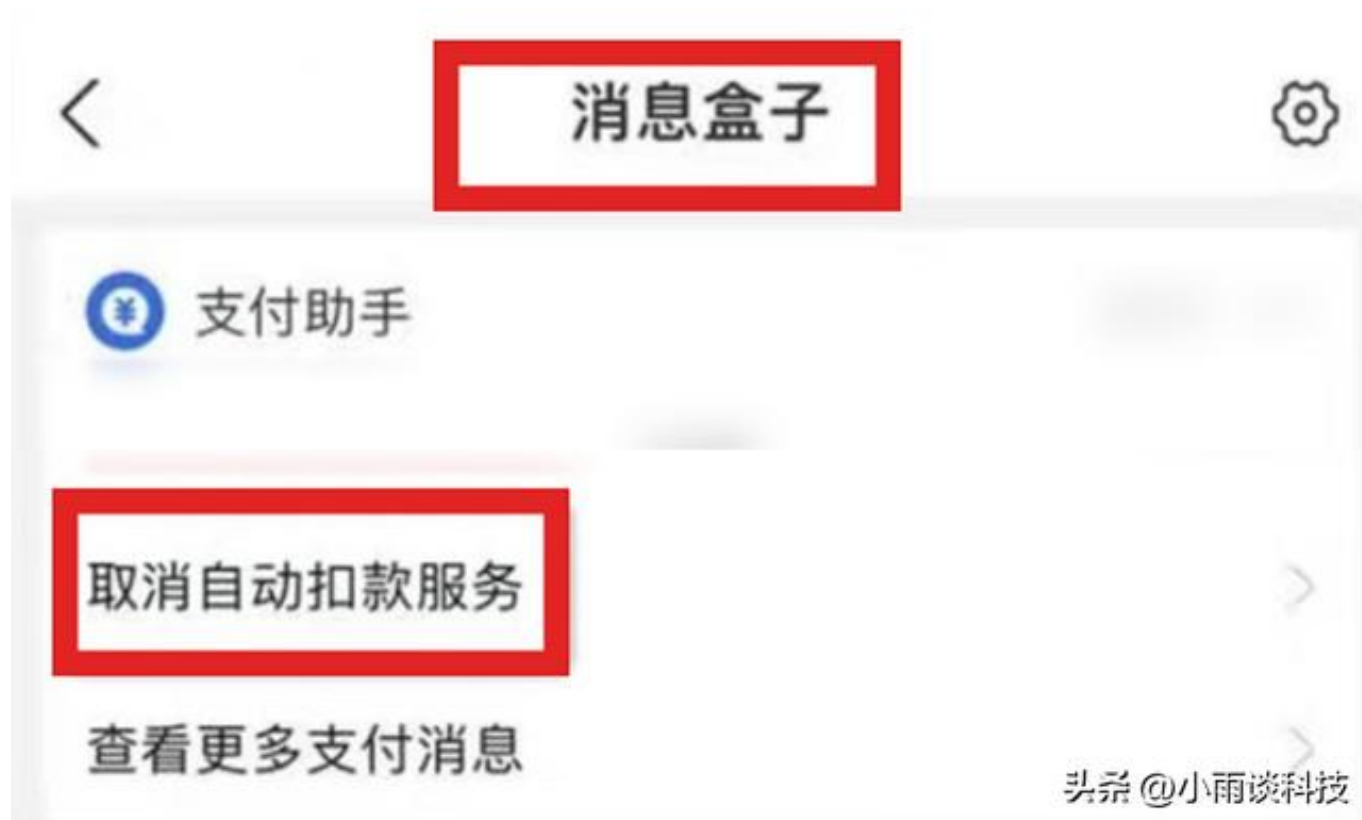 消息盒子
¥
支付助手
取消自动扣款服务
查看更多支付消息
头条 @小雨谈科技